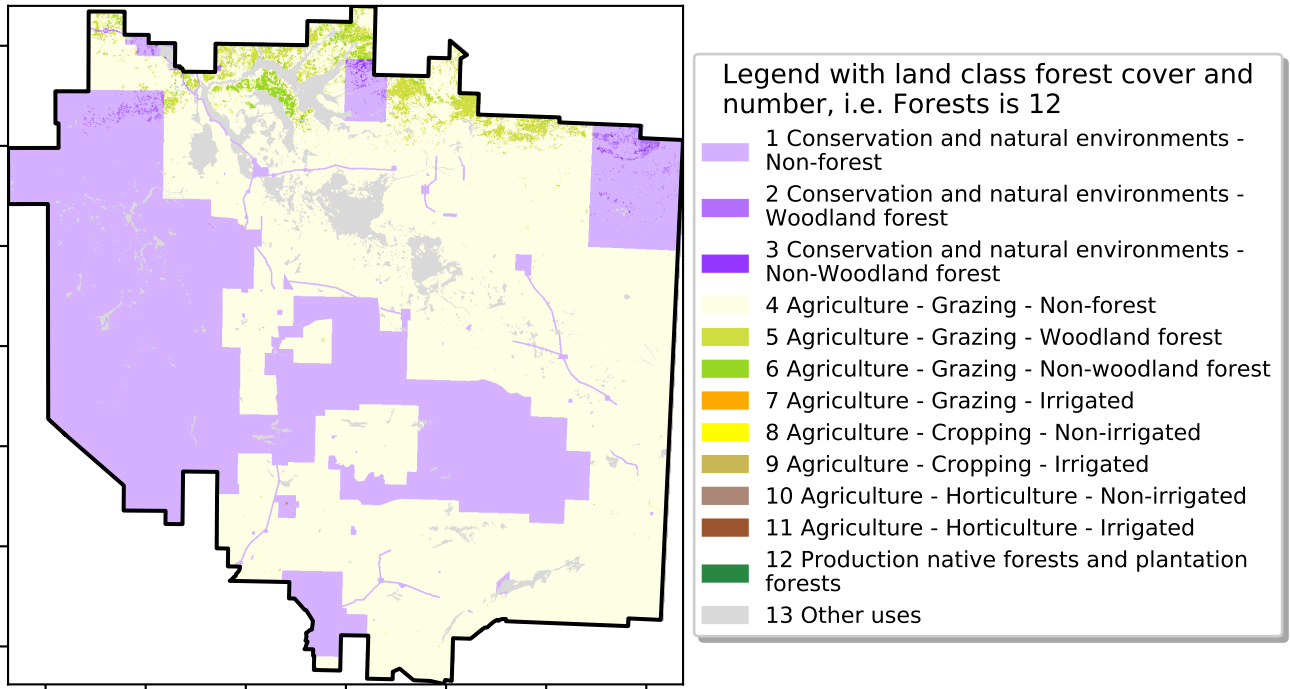 Legend with land class forest cover and
number, i.e. Forests is 12
1 Conservation and natural environments -
Non-forest
2 Conservation and natural environments -
Woodland forest
3 Conservation and natural environments -
Non-Woodland forest
4 Agriculture - Grazing - Non-forest
5 Agriculture - Grazing - Woodland forest
6 Agriculture - Grazing - Non-woodland forest
7 Agriculture - Grazing - Irrigated
8 Agriculture - Cropping - Non-irrigated
9 Agriculture - Cropping - Irrigated
10 Agriculture - Horticulture - Non-irrigated
11 Agriculture - Horticulture - Irrigated
12 Production native forests and plantation
forests
13 Other uses